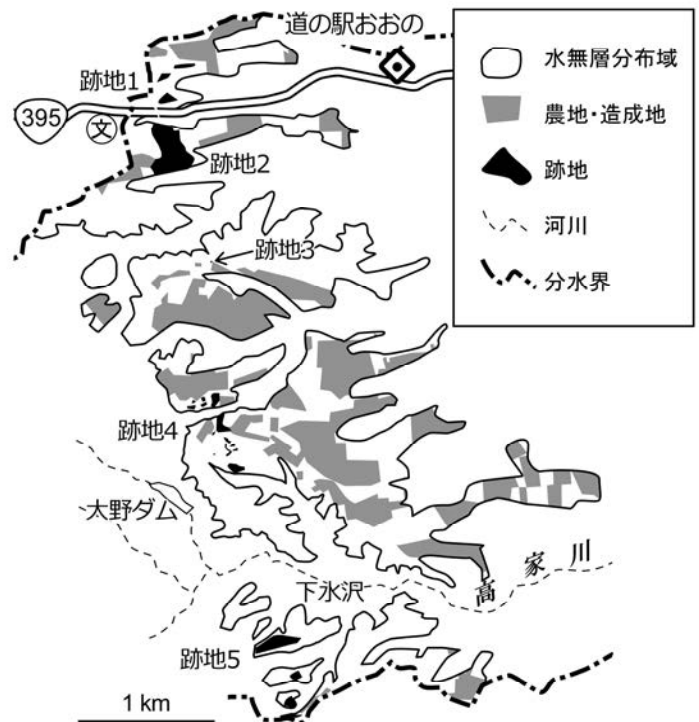 道の駅おおの
跡地1
395
文
跡地2
跡地3
跡地4
大野ダム
下氷沢
高家川
跡地5
1 km
水無層分布域
農地・造成地
跡地
河川
分水界